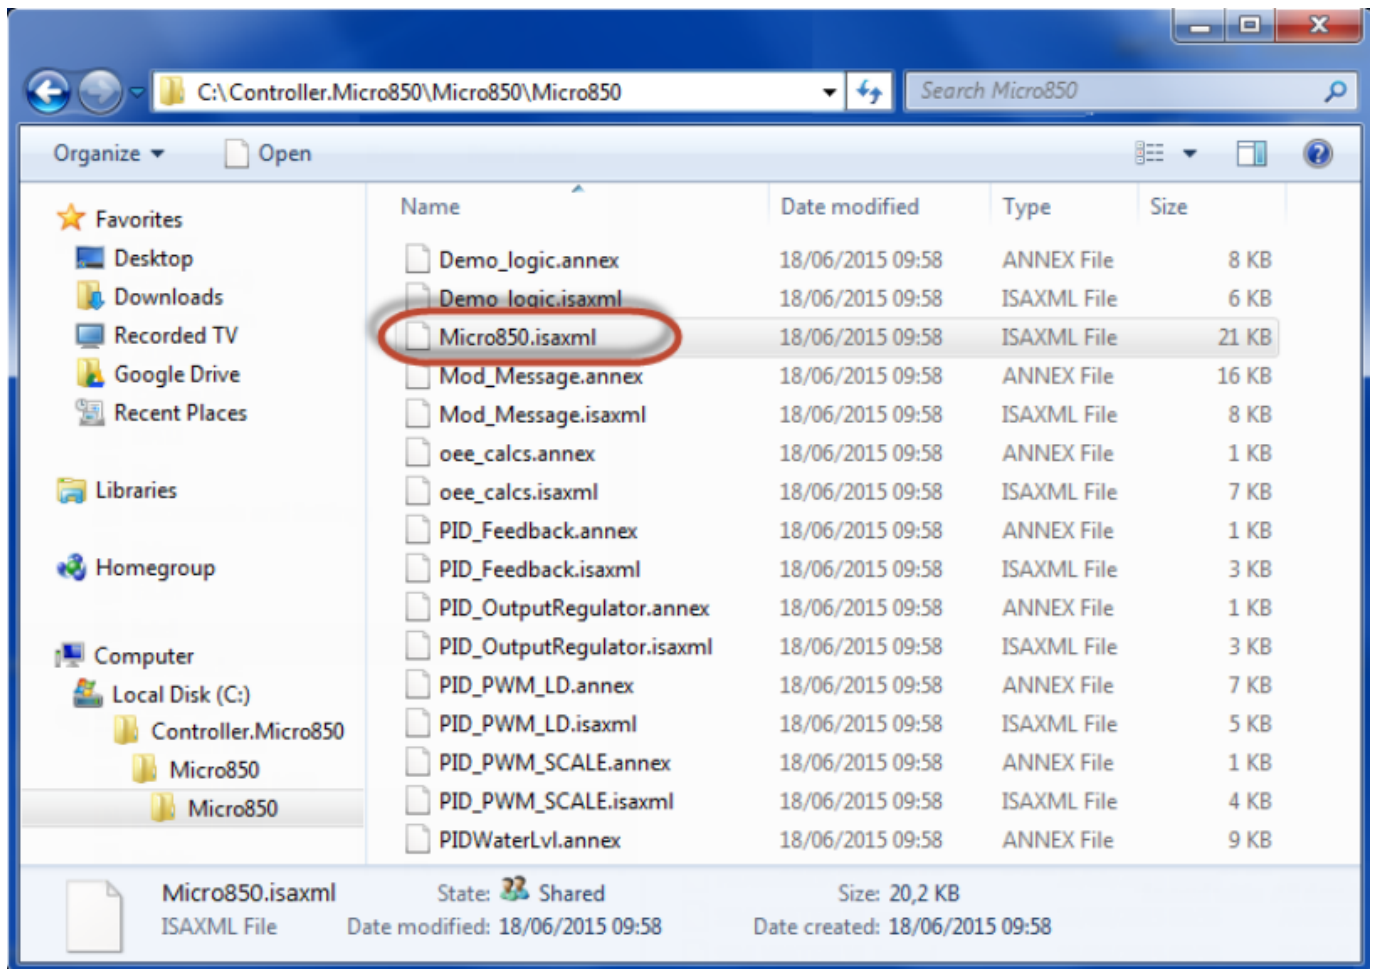 C:\Controller.Micro850\Micro850\Micro850
Search Micro850
Organize Open
Name Date modified Type Size
Favorites
Desktop
Downloads
Recorded TV
Google Drive
Recent Places
Libraries
Homegroup
Computer
Local Disk (C:)
Controller.Micro850
Micro850
Micro850
Demo_logic.annex 18/06/2015 09:58 ANNEX File 8 KB
Demo_logic.isaxml 18/06/2015 09:58 ISAXML File 6 KB
Micro850.isaxml 18/06/2015 09:58 ISAXML File 21 KB
Mod_Message.annex 18/06/2015 09:58 ANNEX File 16 KB
Mod_Message.isaxml 18/06/2015 09:58 ISAXML File 8 KB
oee_calcs.annex 18/06/2015 09:58 ANNEX File 1 KB
oee_calcs.isaxml 18/06/2015 09:58 ISAXML File 7 KB
PID_Feedback.annex 18/06/2015 09:58 ANNEX File 1 KB
PID_Feedback.isaxml 18/06/2015 09:58 ISAXML File 3 KB
PID_OutputRegulator.annex 18/06/2015 09:58 ANNEX File 1 KB
PID_OutputRegulator.isaxml 18/06/2015 09:58 ISAXML File 3 KB
PID_PWM_LD.annex 18/06/2015 09:58 ANNEX File 7 KB
PID_PWM_LD.isaxml 18/06/2015 09:58 ISAXML File 5 KB
PID_PWM_SCALE.annex 18/06/2015 09:58 ANNEX File 1 KB
PID_PWM_SCALE.isaxml 18/06/2015 09:58 ISAXML File 4 KB
PIDWaterLvl.annex 18/06/2015 09:58 ANNEX File 9 KB
Micro850.isaxml State: Shared Size: 20,2 KB
ISAXML File Date modified: 18/06/2015 09:58 Date created: 18/06/2015 09:58